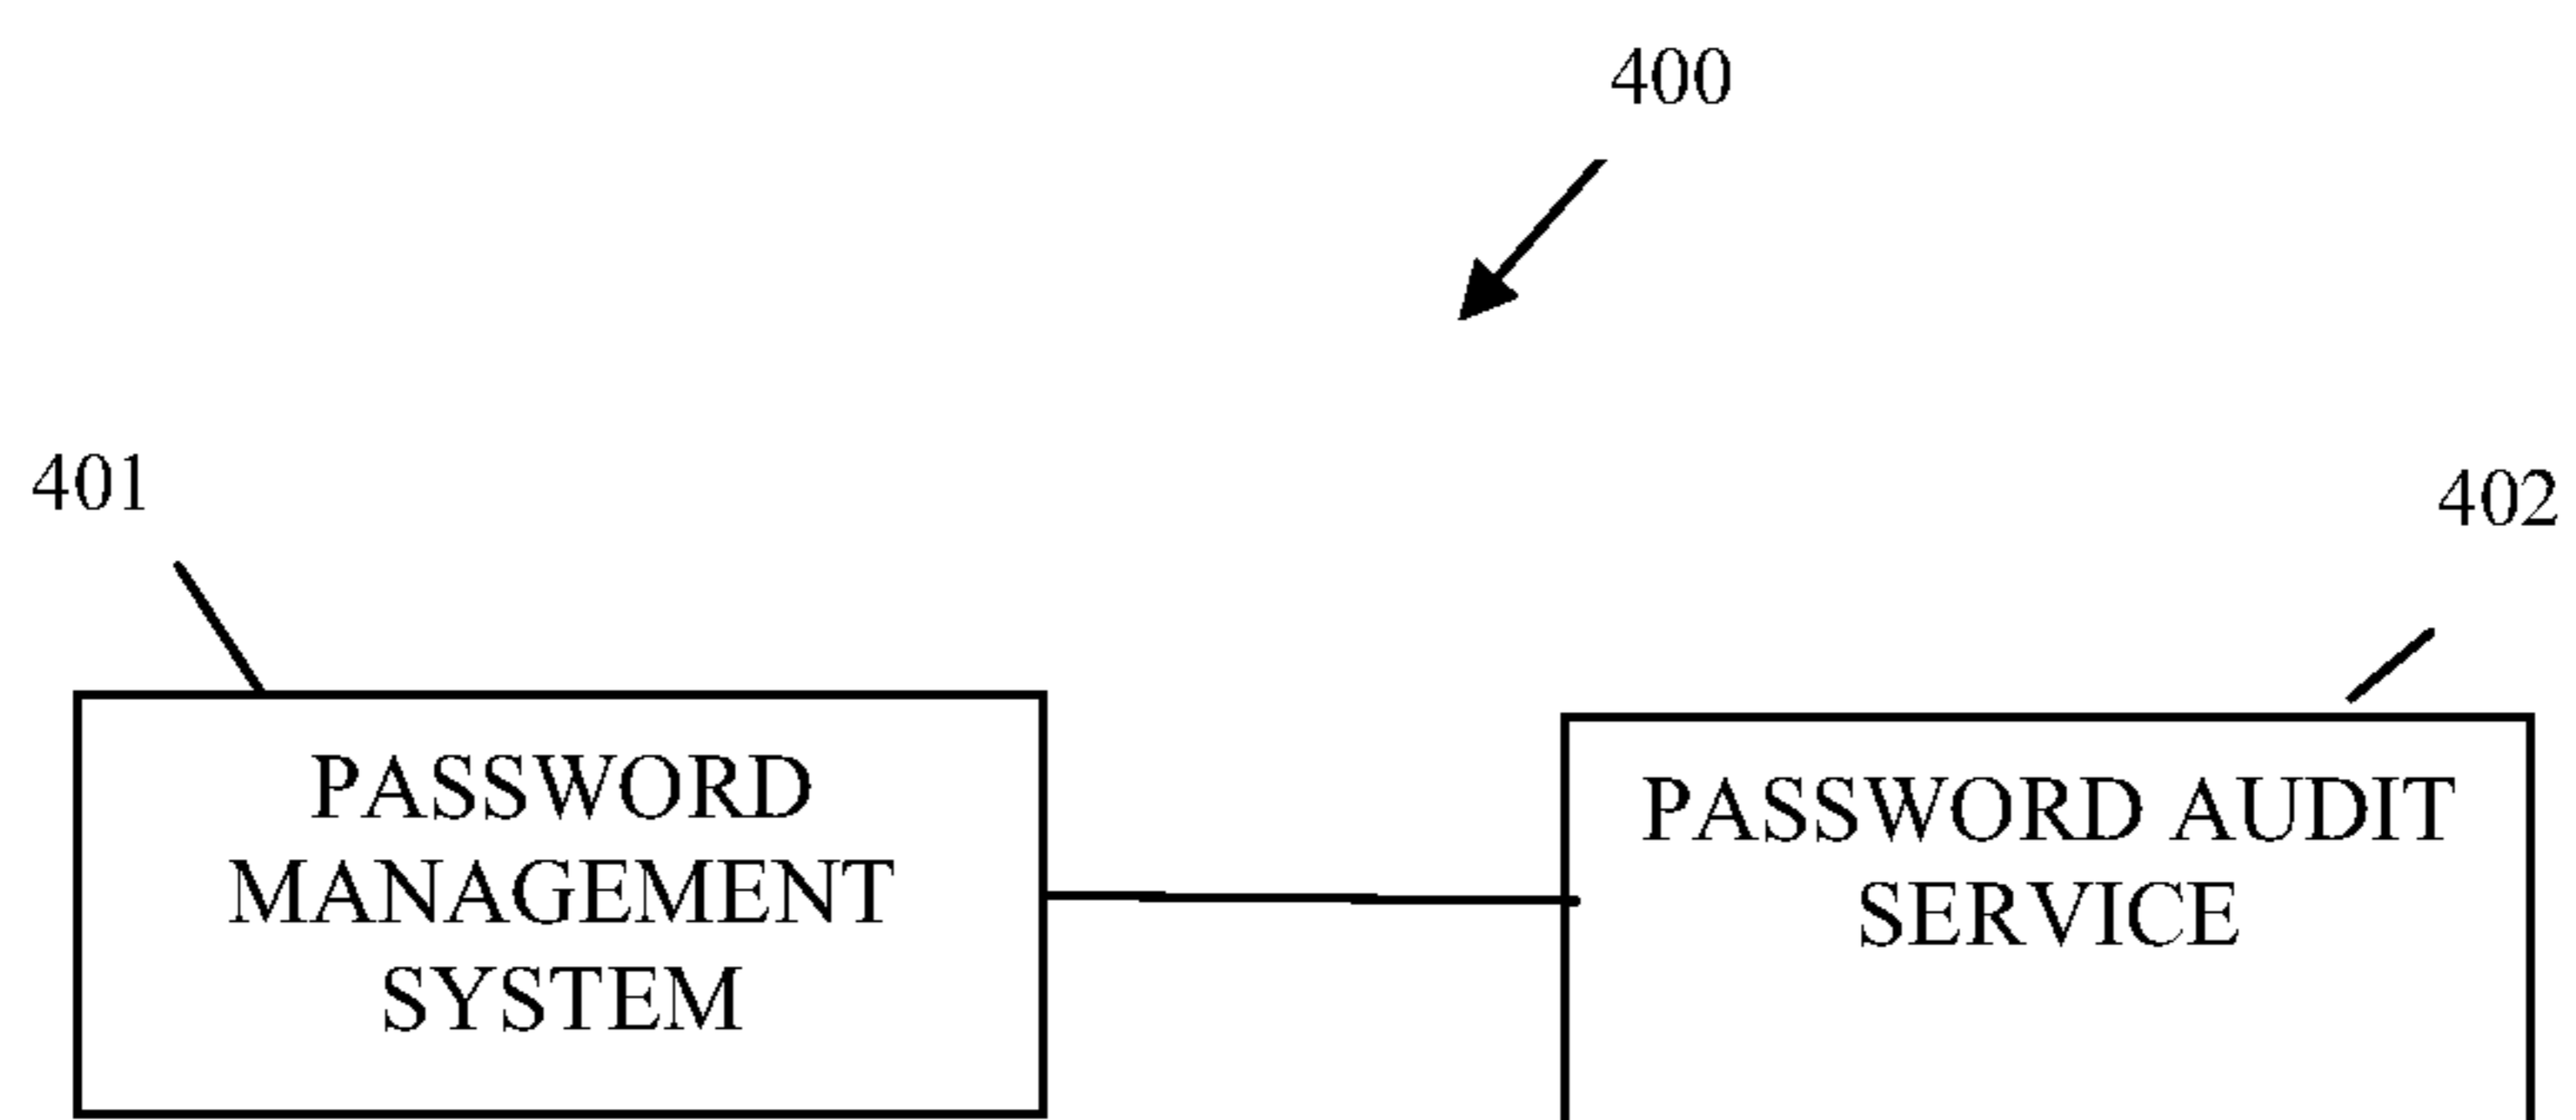 400
401
402
PASSWORD
MANAGEMENT
SYSTEM
PASSWORD AUDIT
SERVICE